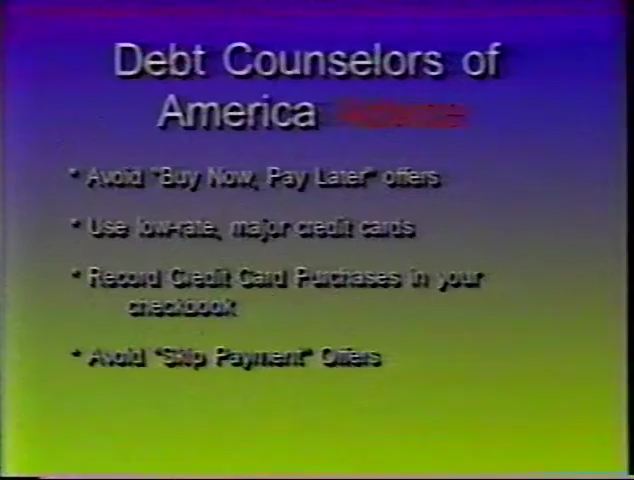 Debt Counselors of
America
* Avoid "Buy Now, Pay Later" offers
* Use low-rate, major credit cards
* Record Credit Card Purchases in your
checkbook
* Avoid "Skip Payment" Offers